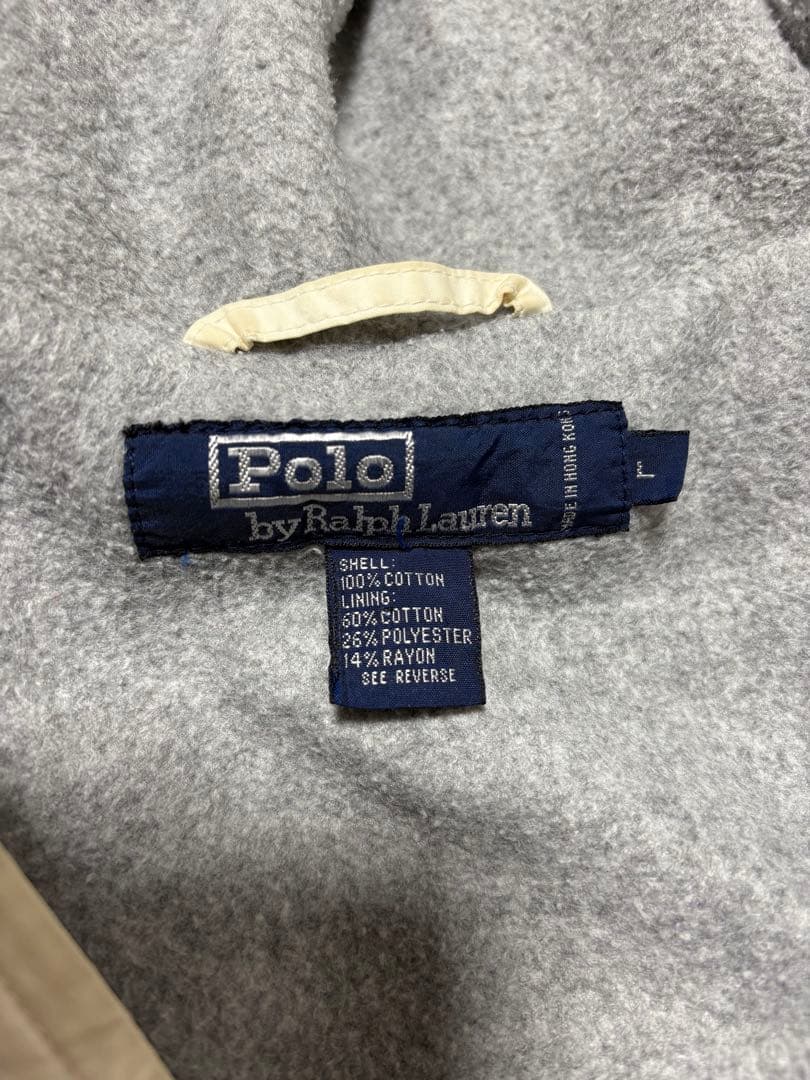 Polo
by Ralph Lauren
MADE IN HONG KONG
L
SHELL:
100% COTTON
LINING:
60% COTTON
26% POLYESTER
14% RAYON
SEE REVERSE